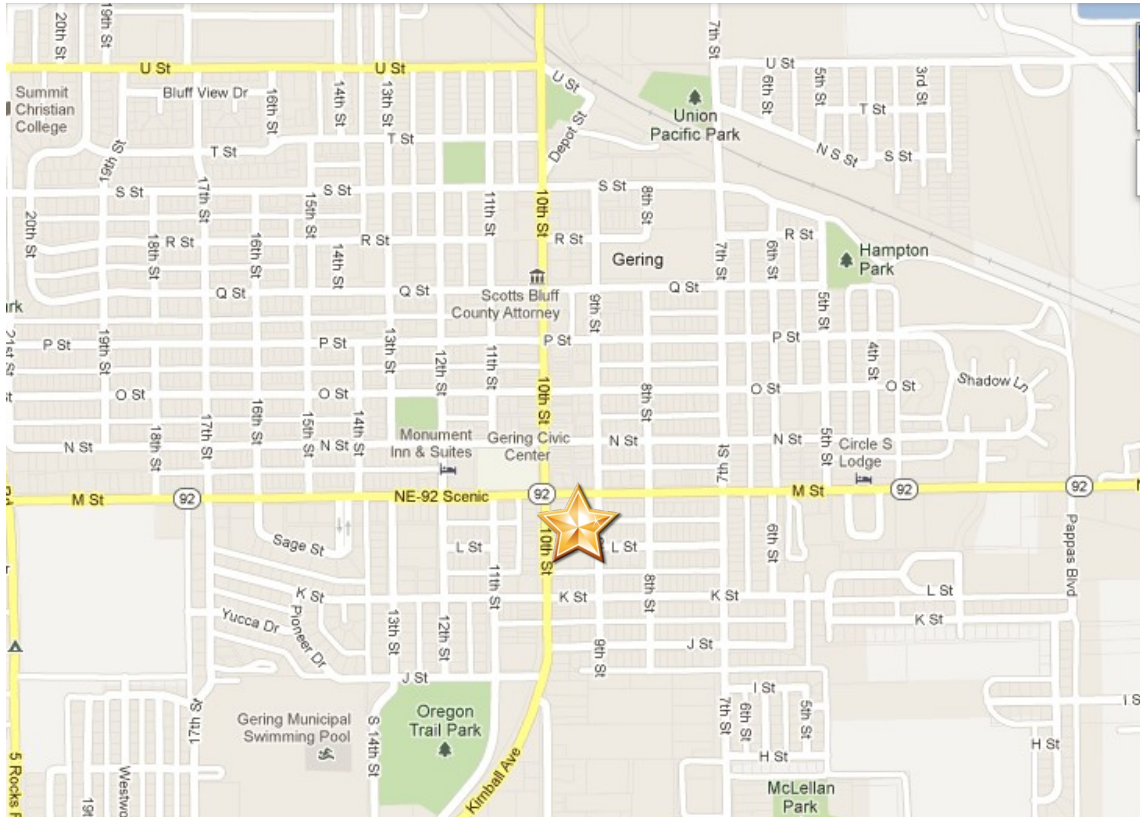 20th St
19th St
7th St
U St
U St
U St
U St
Summit
Christian
College
Bluff View Dr
16th St
14th St
13th St
6th St
5th St
3rd St
Union
Pacific Park
T St
Depot St
T St
T St
19th St
N S St
S St
S St
S St
S St
17th St
15th St
11th St
10th St
8th St
20th St
18th St
R St
16th St
14th St
R St
R St
Gering
7th St
6th St
R St
Hampton
Park
Scotts Bluff
County Attorney
Q St
Q St
Q St
9th St
5th St
ark
21st St
P St
19th St
P St
13th St
12th St
11th St
P St
P St
4th St
O St
O St
10th St
8th St
O St
O St
Shadow Ln
18th St
17th St
16th St
15th St
14th St
N St
N St
Monument
Inn & Suites
Gering Civic
Center
N St
7th St
N St
5th St
Circle S
Lodge
M St
92
NE-92 Scenic
92
M St
92
92
Sage St
L St
11th St
10th St
L St
6th St
Pappas Blvd
K St
K St
8th St
K St
L St
K St
Yucca Dr
Pioneer Dr
13th St
12th St
9th St
J St
J St
S 17th St
Gering Municipal
Swimming Pool
S 14th St
Oregon
Trail Park
I St
7th St
6th St
5th St
I S
H St
H St
Kimball Ave
McLellan
Park
5 Rocks R
Westwo
19t